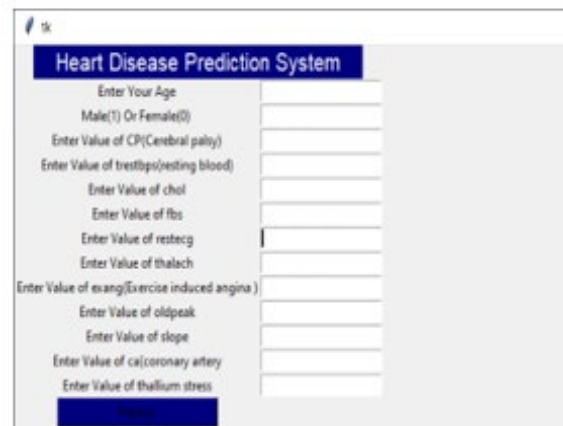 tk
Heart Disease Prediction System
Enter Your Age
Male(1) Or Female(0)
Enter Value of CP(Cerebral palsy)
Enter Value of trestbps(resting blood)
Enter Value of chol
Enter Value of fbs
Enter Value of restecg
Enter Value of thalach
Enter Value of exang(Exercise induced angina )
Enter Value of oldpeak
Enter Value of slope
Enter Value of ca(coronary artery
Enter Value of thallium stress